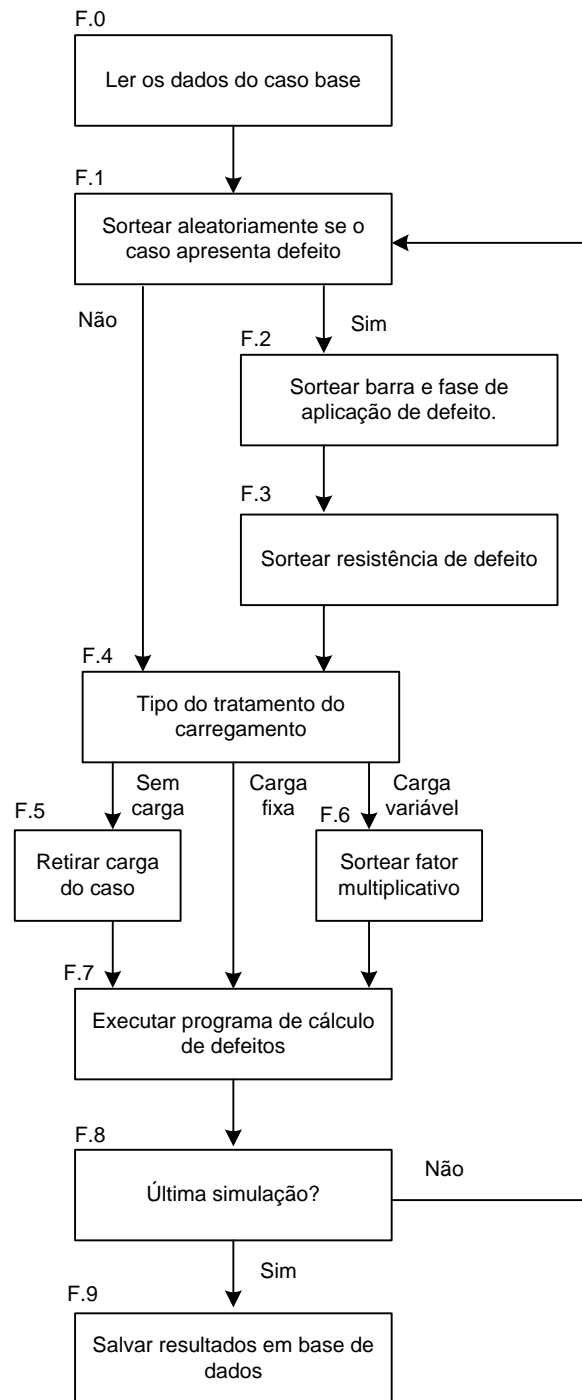 F.0
Ler os dados do caso base
F.1
Sortear aleatoriamente se o
caso apresenta defeito
Não
Sim
F.2
Sortear barra e fase de
aplicação de defeito.
F.3
Sortear resistência de defeito
F.4
Tipo do tratamento do
carregamento
Sem
carga
Carga
fixa
Carga
variável
F.5
Retirar carga
do caso
F.6
Sortear fator
multiplicativo
F.7
Executar programa de cálculo
de defeitos
F.8
Última simulação?
Não
Sim
F.9
Salvar resultados em base de
dados